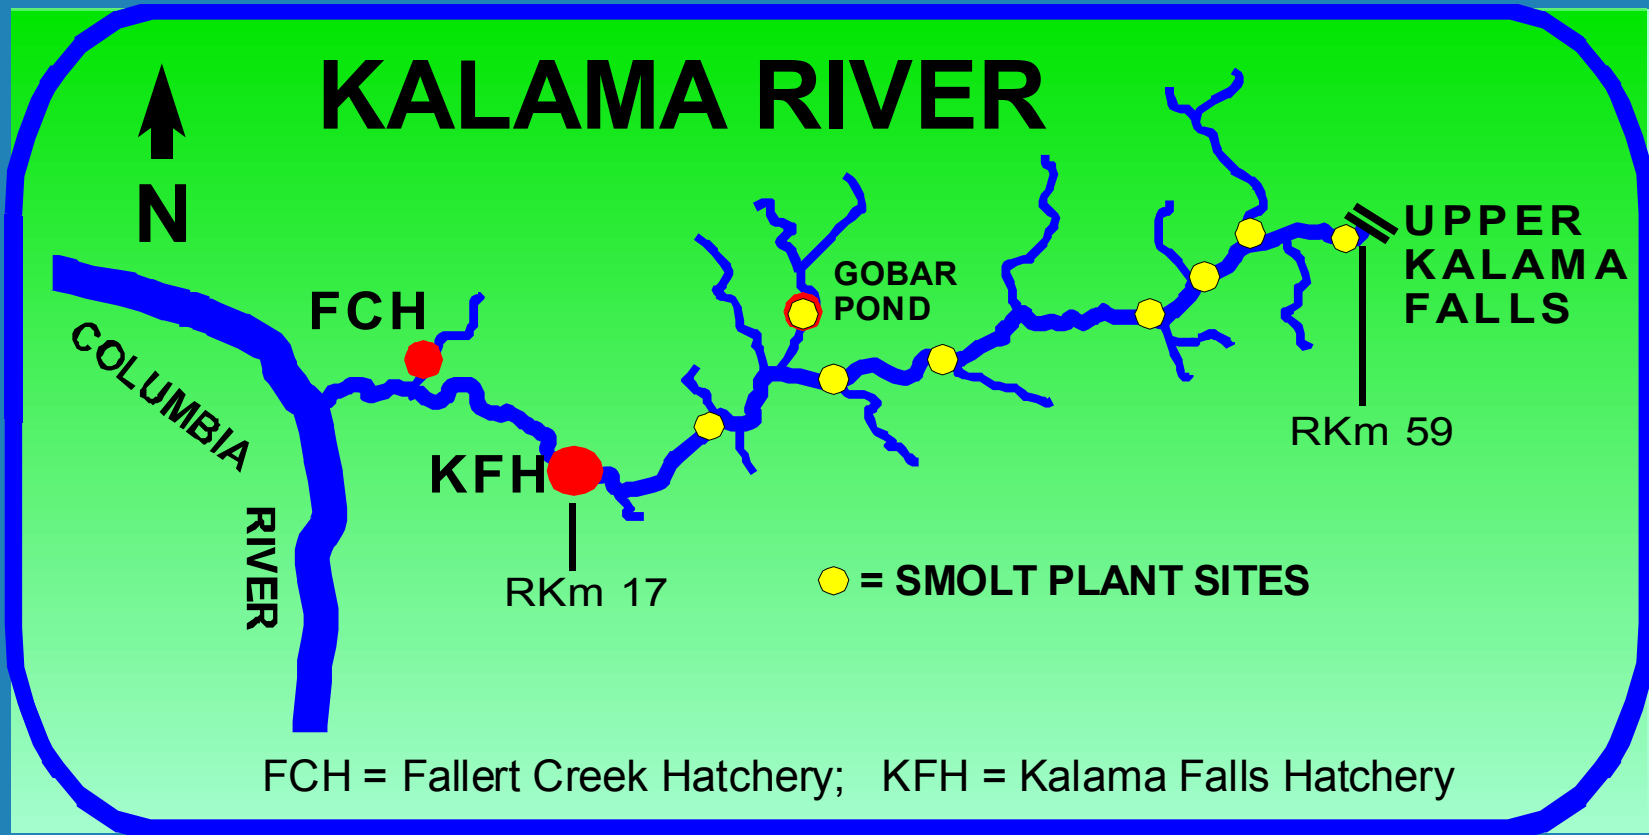 KALAMA RIVER
N
UPPER
KALAMA
FALLS
GOBAR
POND
FCH
COLUMBIA
RIVER
RKm 59
KFH
RKm 17
= SMOLT PLANT SITES
FCH = Fallert Creek Hatchery; KFH = Kalama Falls Hatchery